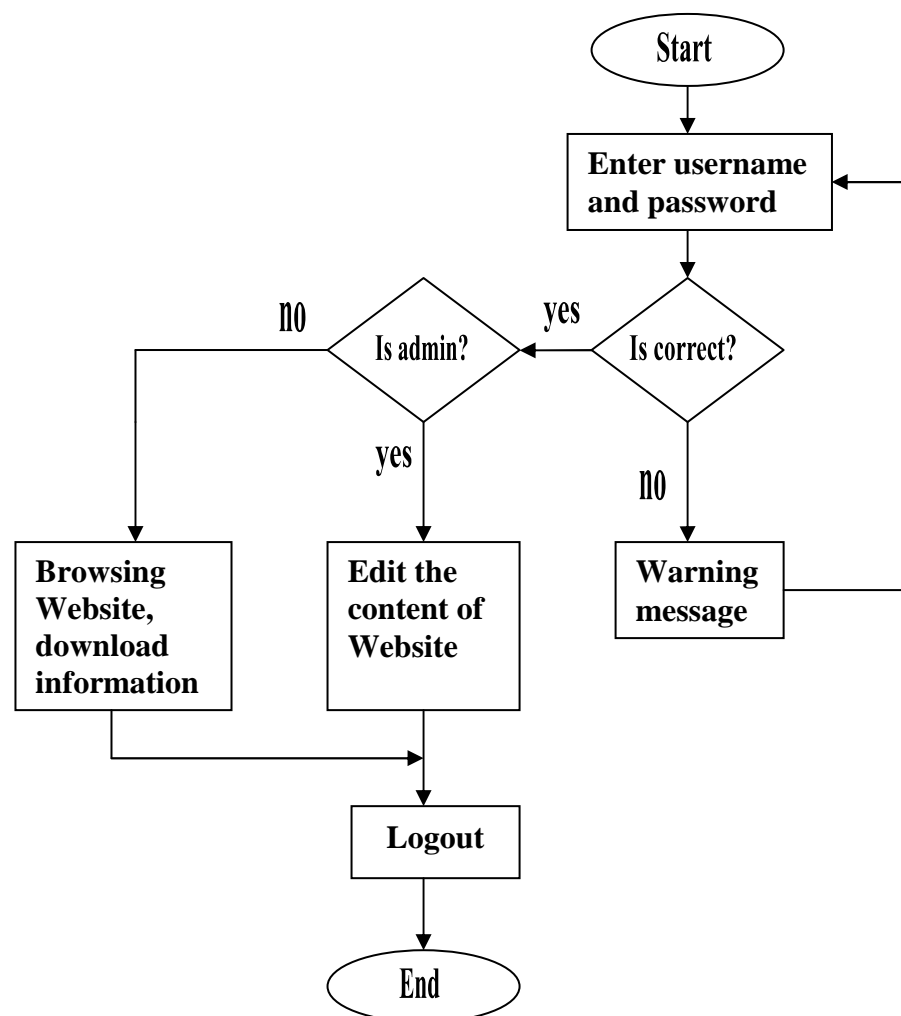 Start
Enter username
and password
no
Is admin?
yes
Is correct?
yes
no
Browsing
Website,
download
information
Edit the
content of
Website
Warning
message
Logout
End